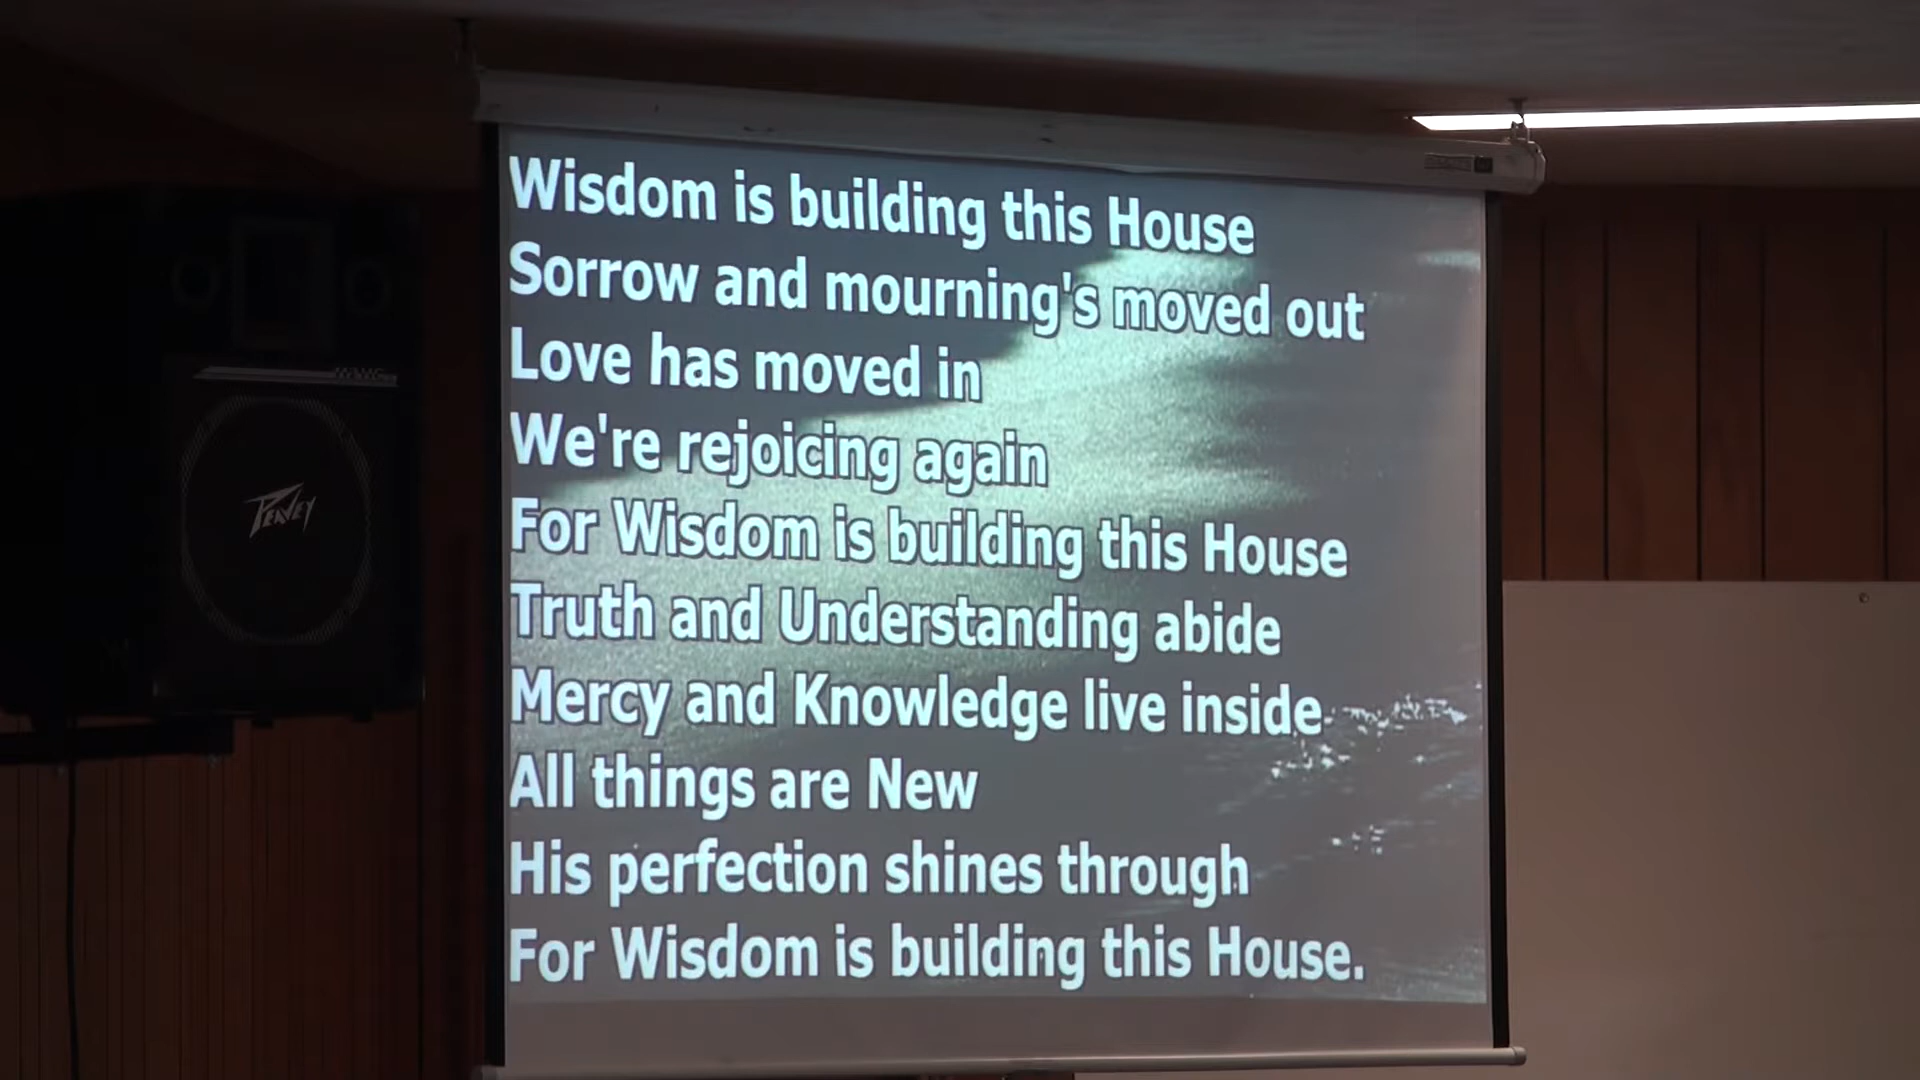 Wisdom is building this House
Sorrow and mourning's moved out
Love has moved in
We're rejoicing again
For Wisdom is building this House
Truth and Understanding abide
Mercy and Knowledge live inside
All things are New
His perfection shines through
For Wisdom is building this House.
PEAVEY